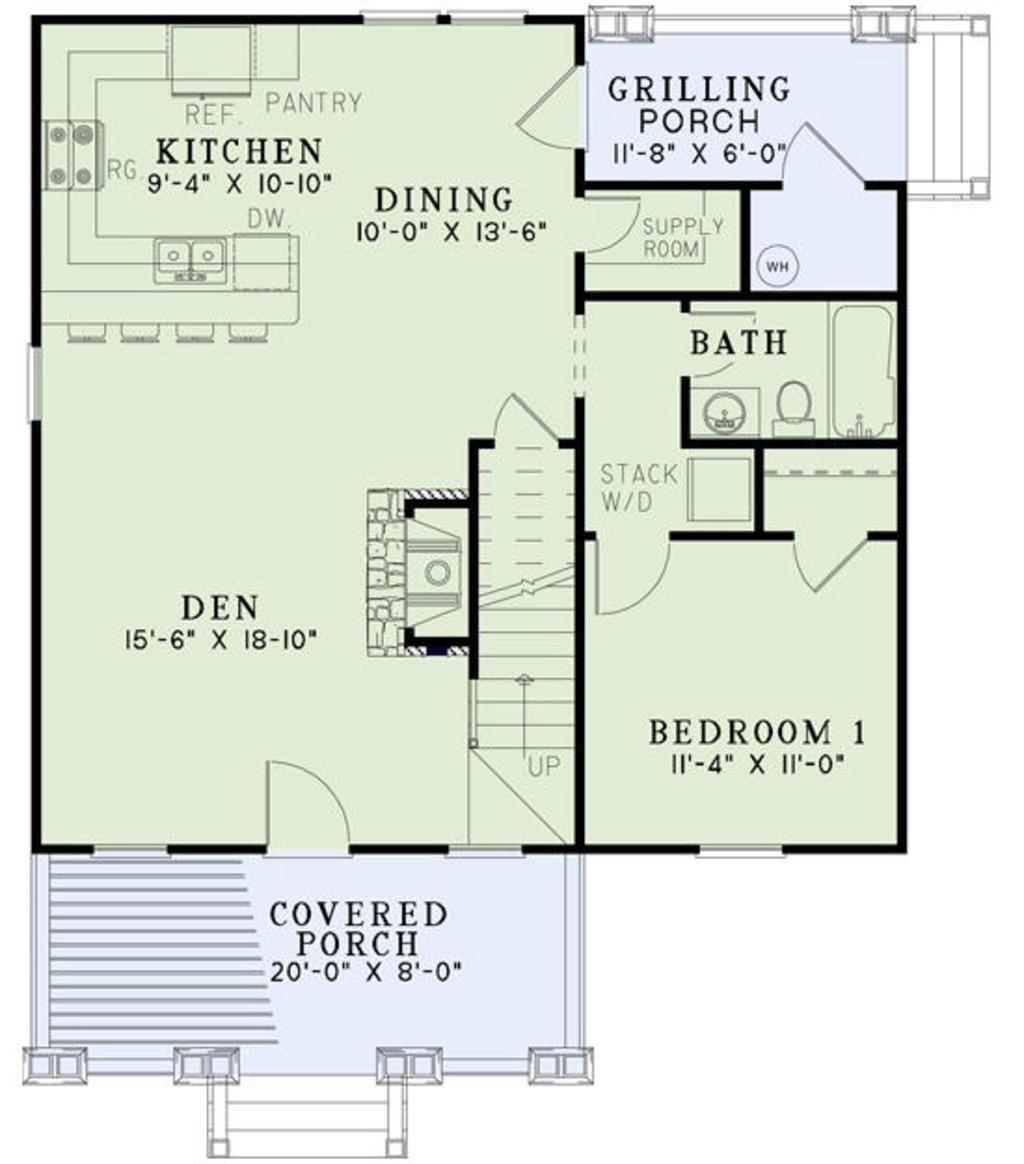 GRILLING
PORCH
11'-8" X 6'-0"
REF.
PANTRY
KITCHEN
9'-4" X 10-10"
RG.
DINING
10'-0" X 13'-6"
DW.
SUPPLY
ROOM
WH
BATH
STACK
W/D
DEN
15'-6" X 18-10"
BEDROOM 1
11'-4" X 11'-0"
UP
COVERED
PORCH
20'-0" X 8'-0"